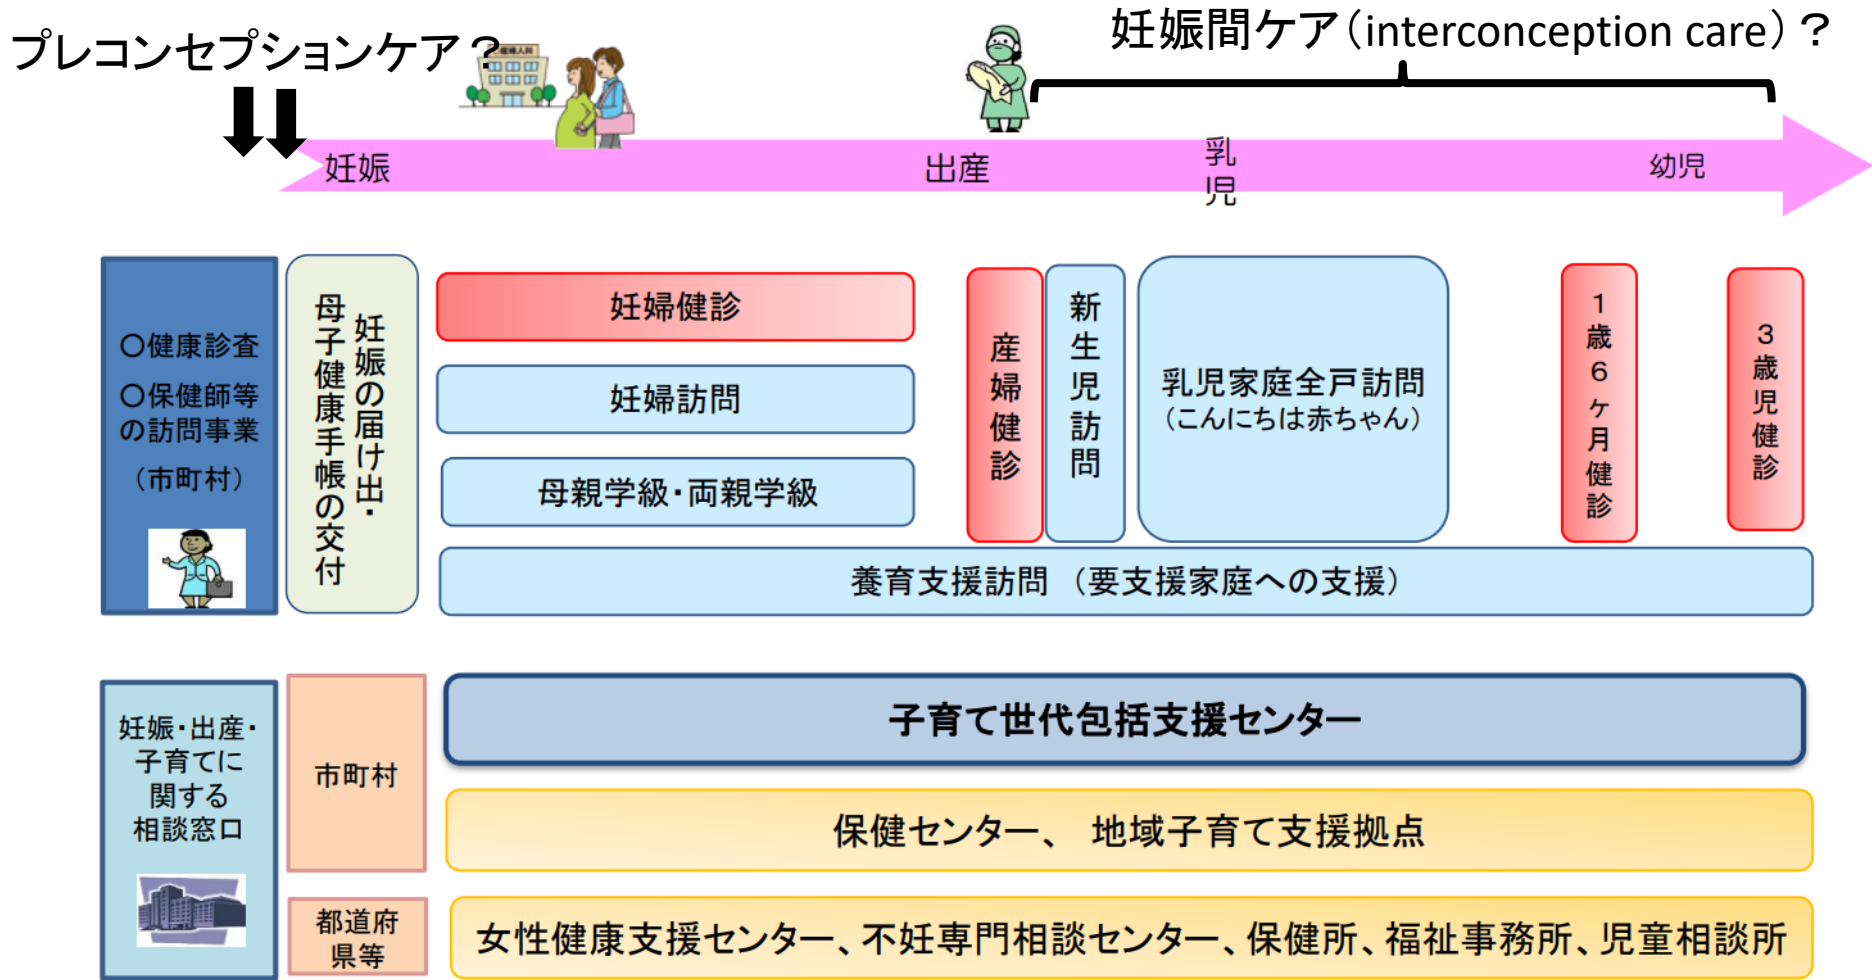 プレコンセプションケア？
妊娠間ケア（interconception care）？
妊娠
出産
乳
児
幼児
〇健康診査
〇保健師等
の訪問事業
（市町村）
妊娠の届け出・
母子健康手帳の交付
妊婦健診
妊婦訪問
母親学級・両親学級
産婦健診
新生児訪問
乳児家庭全戸訪問
（こんにちは赤ちゃん）
１歳６ヶ月健診
３歳児健診
養育支援訪問 （要支援家庭への支援）
妊娠・出産・
子育てに
関する
相談窓口
市町村
子育て世代包括支援センター
保健センター、 地域子育て支援拠点
都道府
県等
女性健康支援センター、不妊専門相談センター、保健所、福祉事務所、児童相談所